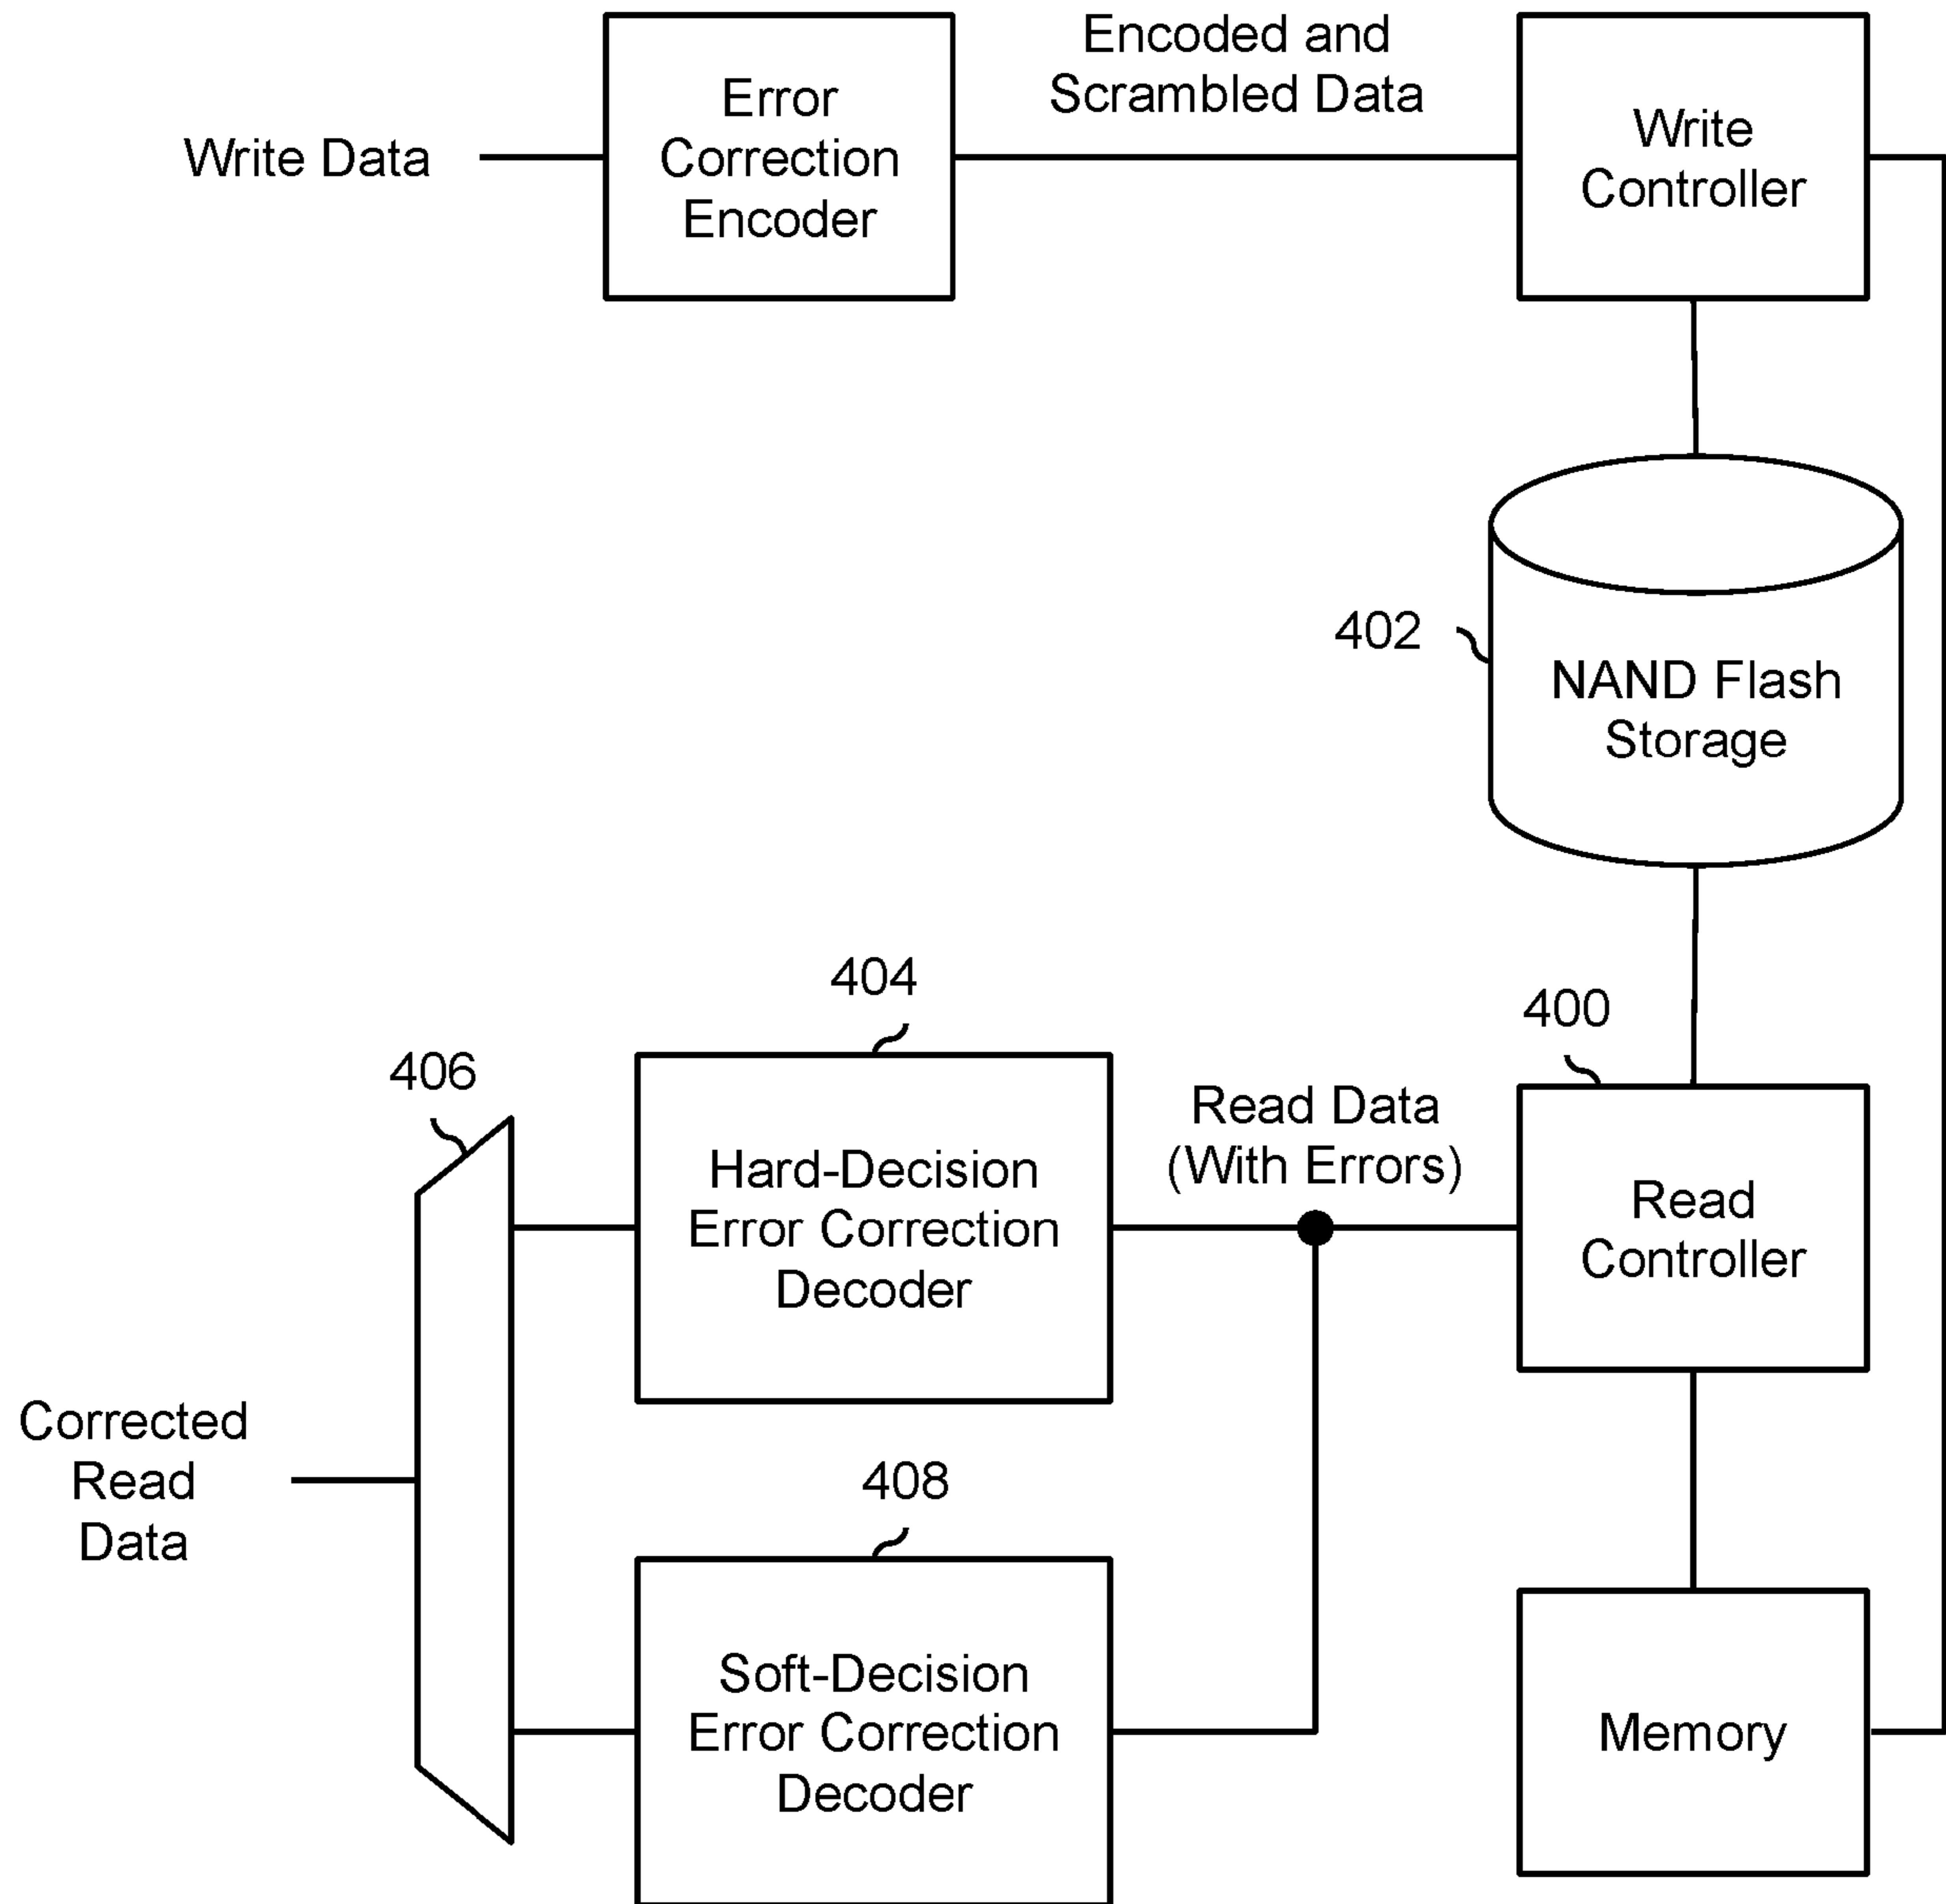 Encoded and
Scrambled Data
Write Data
Error
Correction
Encoder
Write
Controller
402
NAND Flash
Storage
404
400
406
Read Data
(With Errors)
Hard-Decision
Error Correction
Decoder
Read
Controller
Corrected
Read
Data
408
Soft-Decision
Error Correction
Decoder
Memory